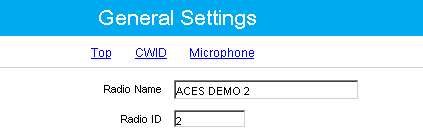 General Settings
Top CWID Microphone
Radio Name ACES DEMO 2
Radio ID 2